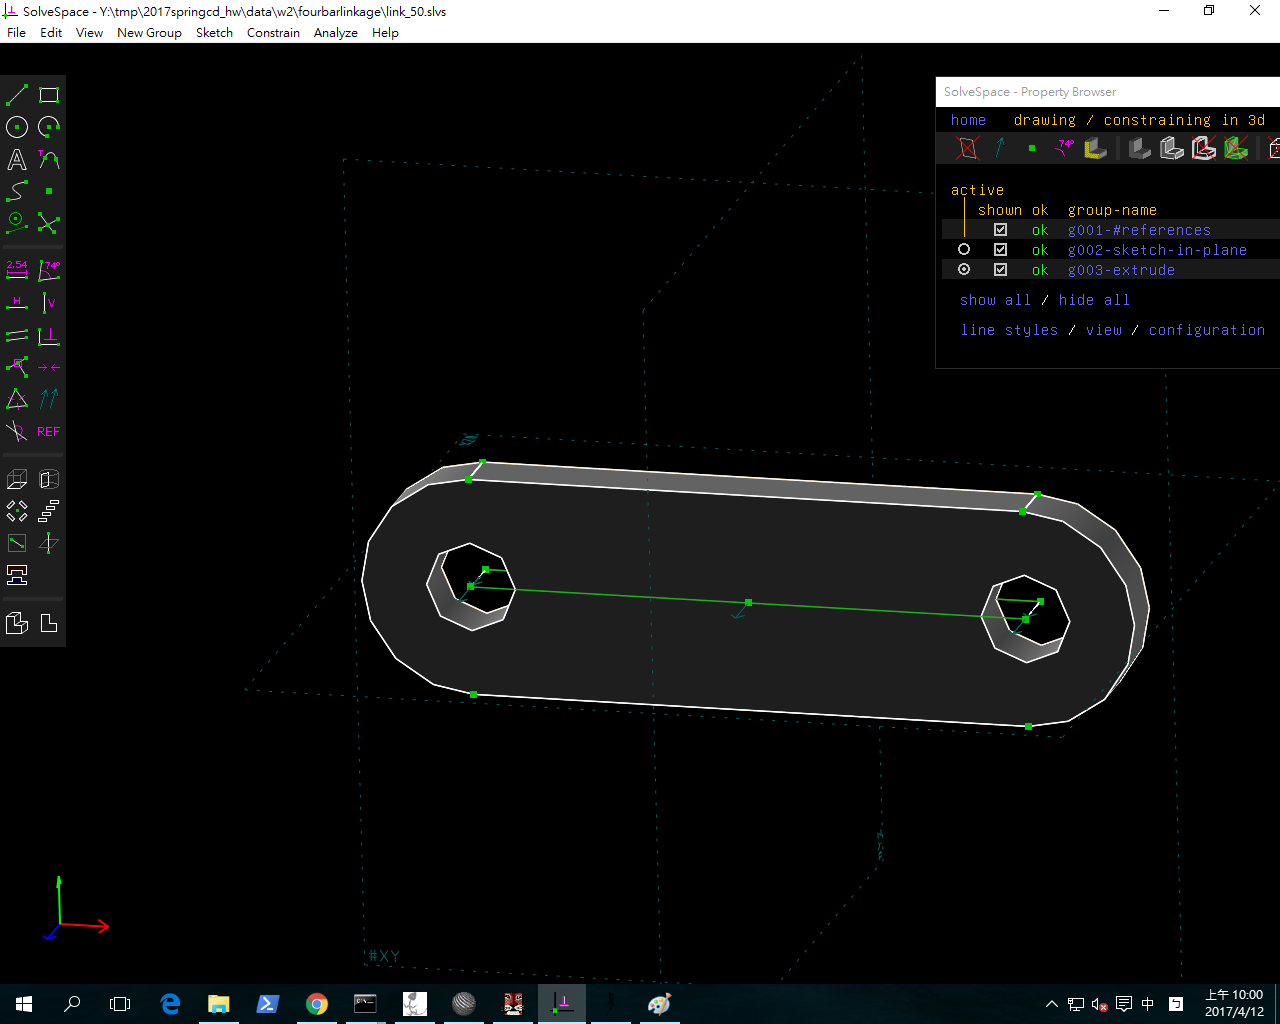 SolveSpace - Y:\tmp\2017springcd_hw\data\w2\fourbarlinkage\link_50.slvs
File Edit View New Group Sketch Constrain Analyze Help
SolveSpace - Property Browser
home drawing / constraining in 3d
74°
active
shown ok group-name
ok g001-#references
ok g002-sketch-in-plane
ok g003-extrude
show all / hide all
line styles / view / configuration
A T
2.54 74°
H V
REF
#XY
中
上午 10:00
2017/4/12